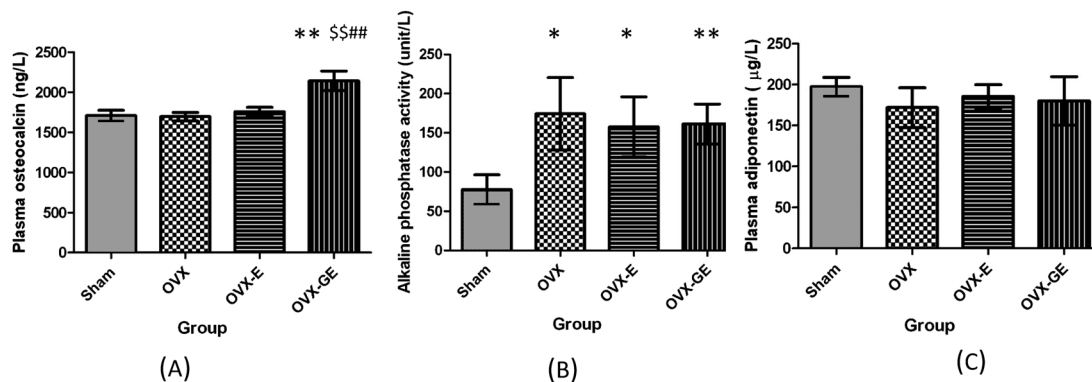 ** $$##
Plasma osteocalcin (ng/L)
2500
2000
1500
1000
500
0
Sham
OVX
OVX-E
OVX-GE
Group
(A)
* * **
Alkaline phosphatase activity (unit/L)
250
200
150
100
50
0
Sham
OVX
OVX-E
OVX-GE
Group
(B)
Plasma adiponectin ( µg/L)
250
200
150
100
50
0
Sham
OVX
OVX-E
OVX-GE
Group
(C)